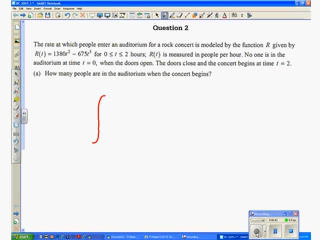 Question 2
The rate at which people enter an auditorium for a rock concert is modeled by the function R given by
R(t) = 1380t² − 675t³ for 0 ≤ t ≤ 2 hours; R(t) is measured in people per hour. No one is in the
auditorium at time t = 0, when the doors open. The doors close and the concert begins at time t = 2.
(a) How many people are in the auditorium when the concert begins?
∫